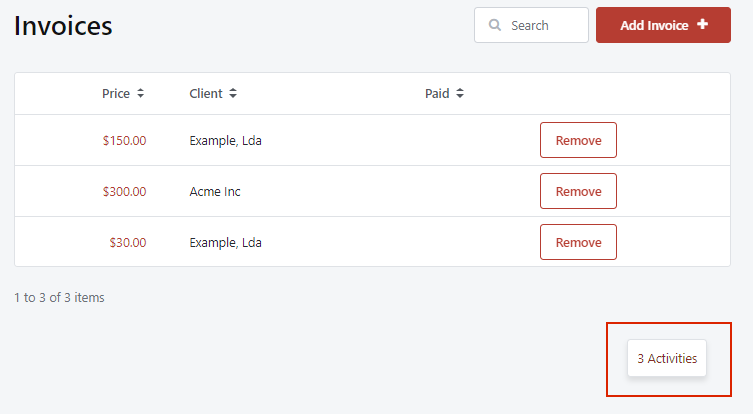 Invoices
Search
Add Invoice
Price Client Paid
$150.00 Example, Lda Remove
$300.00 Acme Inc Remove
$30.00 Example, Lda Remove
1 to 3 of 3 items
3 Activities